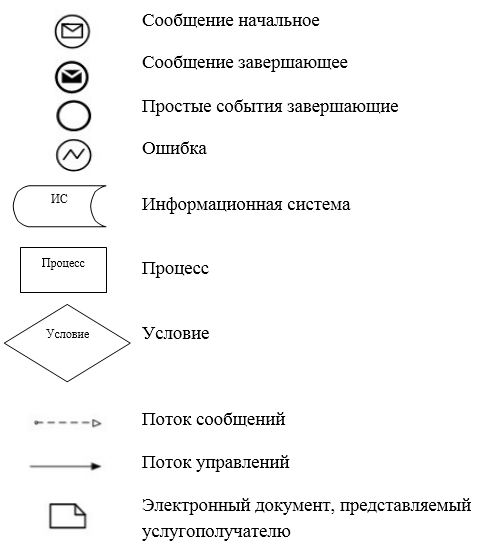 Сообщение начальное
Сообщение завершающее
Простые события завершающие
Ошибка
ИС
Информационная система
Процесс
Процесс
Условие
Условие
Поток сообщений
Поток управлений
Электронный документ, представляемый
услугополучателю